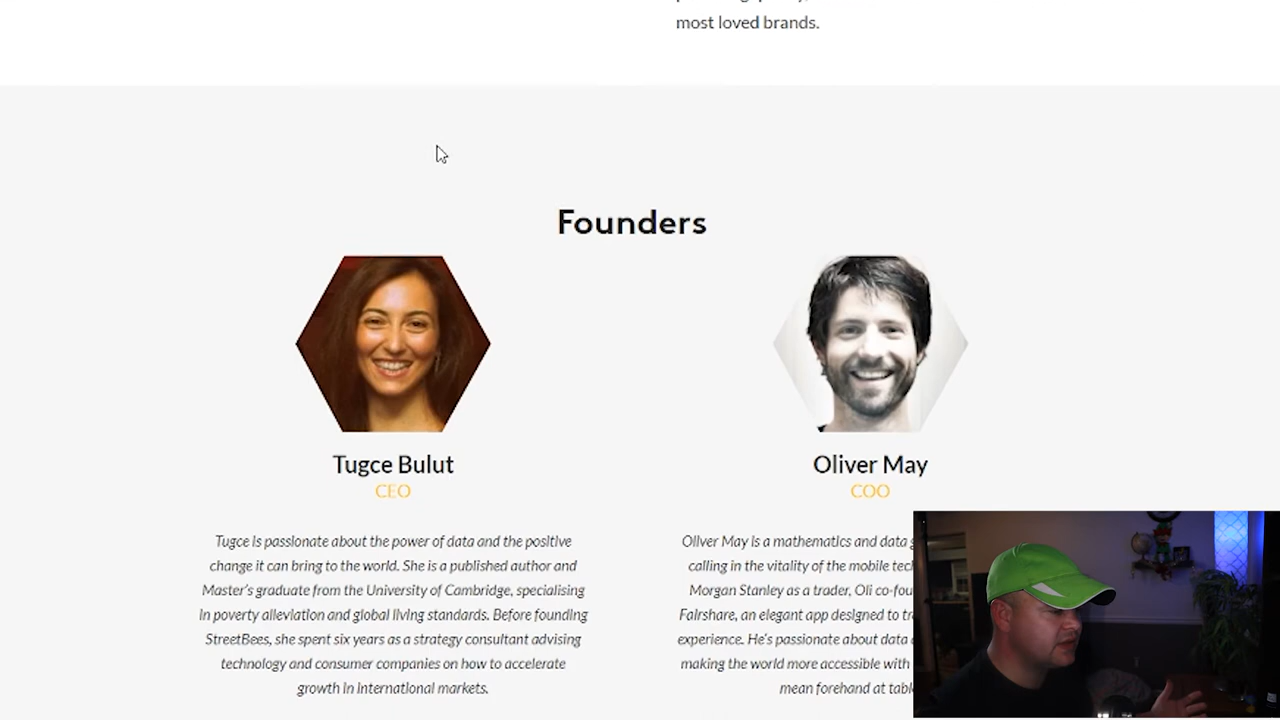 most loved brands.
Founders
Tugce Bulut
CEO
Tugce is passionate about the power of data and the positive
change it can bring to the world. She is a published author and
Master's graduate from the University of Cambridge, specialising
in poverty alleviation and global living standards. Before founding
StreetBees, she spent six years as a strategy consultant advising
technology and consumer companies on how to accelerate
growth in international markets.
Oliver May
COO
Oliver May is a mathematics and data
calling in the vitality of the mobile
Morgan Stanley as a trader, Oli
Fairshare, an elegant app designed to
experience. He's passionate about data
making the world more accessible with
mean forehand at